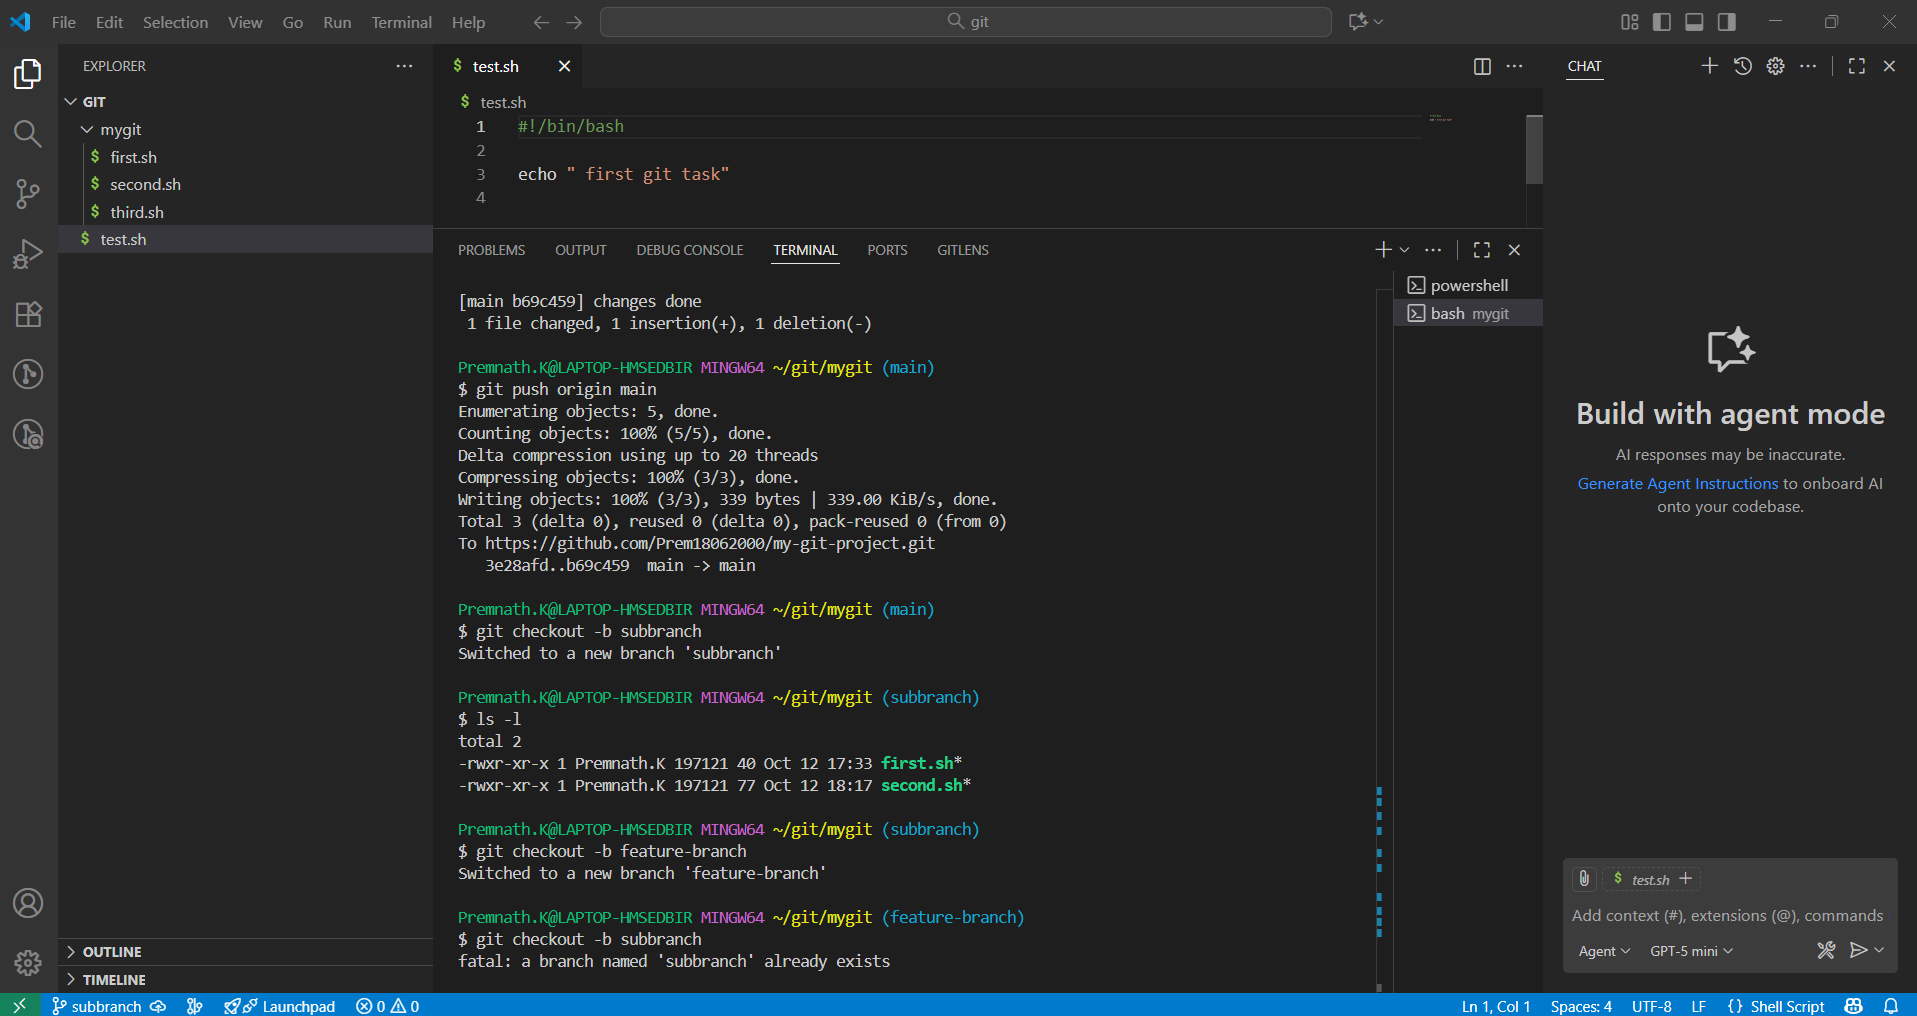 File Edit Selection View Go Run Terminal Help
git
EXPLORER
GIT
mygit
$ first.sh
$ second.sh
$ third.sh
$ test.sh
OUTLINE
TIMELINE
$ test.sh
$ test.sh
1 #!/bin/bash
2
3 echo " first git task"
4
PROBLEMS OUTPUT DEBUG CONSOLE TERMINAL PORTS GITLENS
[main b69c459] changes done
1 file changed, 1 insertion(+), 1 deletion(-)
Premnath.K@LAPTOP-HMSEDBIR MINGW64 ~/git/mygit (main)
$ git push origin main
Enumerating objects: 5, done.
Counting objects: 100% (5/5), done.
Delta compression using up to 20 threads
Compressing objects: 100% (3/3), done.
Writing objects: 100% (3/3), 339 bytes | 339.00 KiB/s, done.
Total 3 (delta 0), reused 0 (delta 0), pack-reused 0 (from 0)
To https://github.com/Prem18062000/my-git-project.git
3e28afd..b69c459  main -> main
Premnath.K@LAPTOP-HMSEDBIR MINGW64 ~/git/mygit (main)
$ git checkout -b subbranch
Switched to a new branch 'subbranch'
Premnath.K@LAPTOP-HMSEDBIR MINGW64 ~/git/mygit (subbranch)
$ ls -l
total 2
-rwxr-xr-x 1 Premnath.K 197121 40 Oct 12 17:33 first.sh*
-rwxr-xr-x 1 Premnath.K 197121 77 Oct 12 18:17 second.sh*
Premnath.K@LAPTOP-HMSEDBIR MINGW64 ~/git/mygit (subbranch)
$ git checkout -b feature-branch
Switched to a new branch 'feature-branch'
Premnath.K@LAPTOP-HMSEDBIR MINGW64 ~/git/mygit (feature-branch)
$ git checkout -b subbranch
fatal: a branch named 'subbranch' already exists
powershell
bash mygit
CHAT
Build with agent mode
AI responses may be inaccurate.
Generate Agent Instructions to onboard AI
onto your codebase.
$ test.sh
Add context (#), extensions (@), commands
Agent GPT-5 mini
subbranch Launchpad 0 0 Ln 1, Col 1 Spaces: 4 UTF-8 LF {} Shell Script